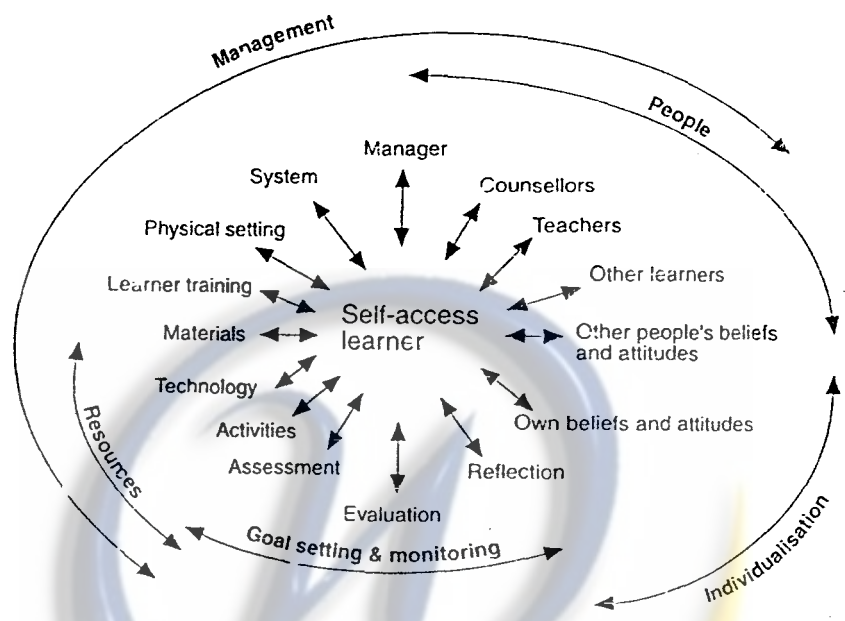 Management
People
Manager
System
Counsellors
Physical setting
Teachers
Learner training
Other learners
Self-access
learner
Materials
Other people's beliefs
and attitudes
Technology
Activities
Own beliefs and attitudes
Resources
Assessment
Reflection
Evaluation
Goal setting & monitoring
Individualisation